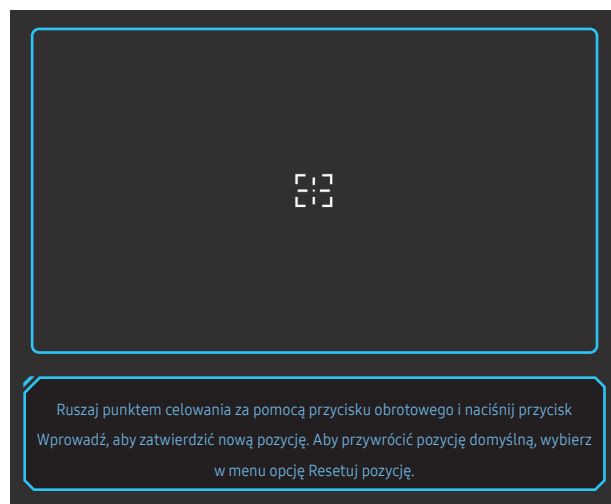 Ruszaj punktem celowania za pomocą przycisku obrotowego i naciśnij przycisk
Wprowadź, aby zatwierdzić nową pozycję. Aby przywrócić pozycję domyślną, wybierz
w menu opcję Resetuj pozycję.